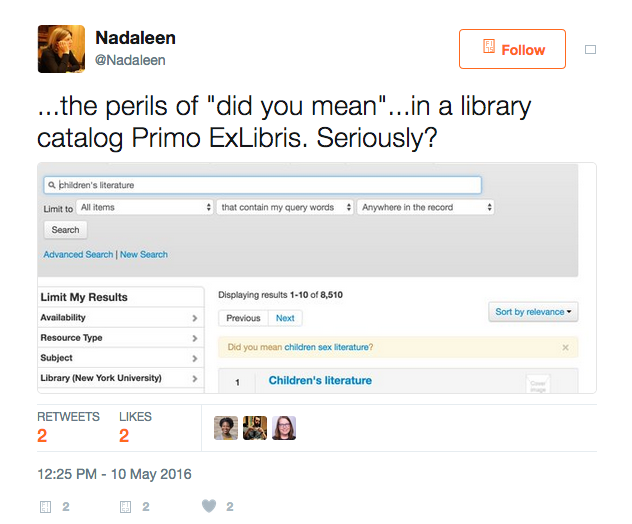 Nadaleen
@Nadaleen
Follow
...the perils of "did you mean"...in a library
catalog Primo ExLibris. Seriously?
children's literature
Limit to All items that contain my query words Anywhere in the record
Search
Advanced Search | New Search
Limit My Results
Availability
Resource Type
Subject
Library (New York University)
Displaying results 1-10 of 8,510
Previous Next
Sort by relevance
Did you mean children sex literature? ×
1 Children's literature
Cover
image
RETWEETS LIKES
2 2
12:25 PM - 10 May 2016
2 2 2